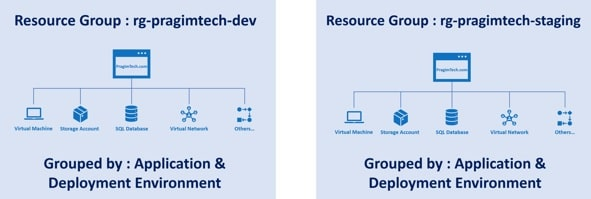 Resource Group : rg-pragimtech-dev
PragimTech.com
Virtual Machine
Storage Account
SQL Database
Virtual Network
Others...
Grouped by : Application &
Deployment Environment
Resource Group : rg-pragimtech-staging
PragimTech.com
Virtual Machine
Storage Account
SQL Database
Virtual Network
Others...
Grouped by : Application &
Deployment Environment